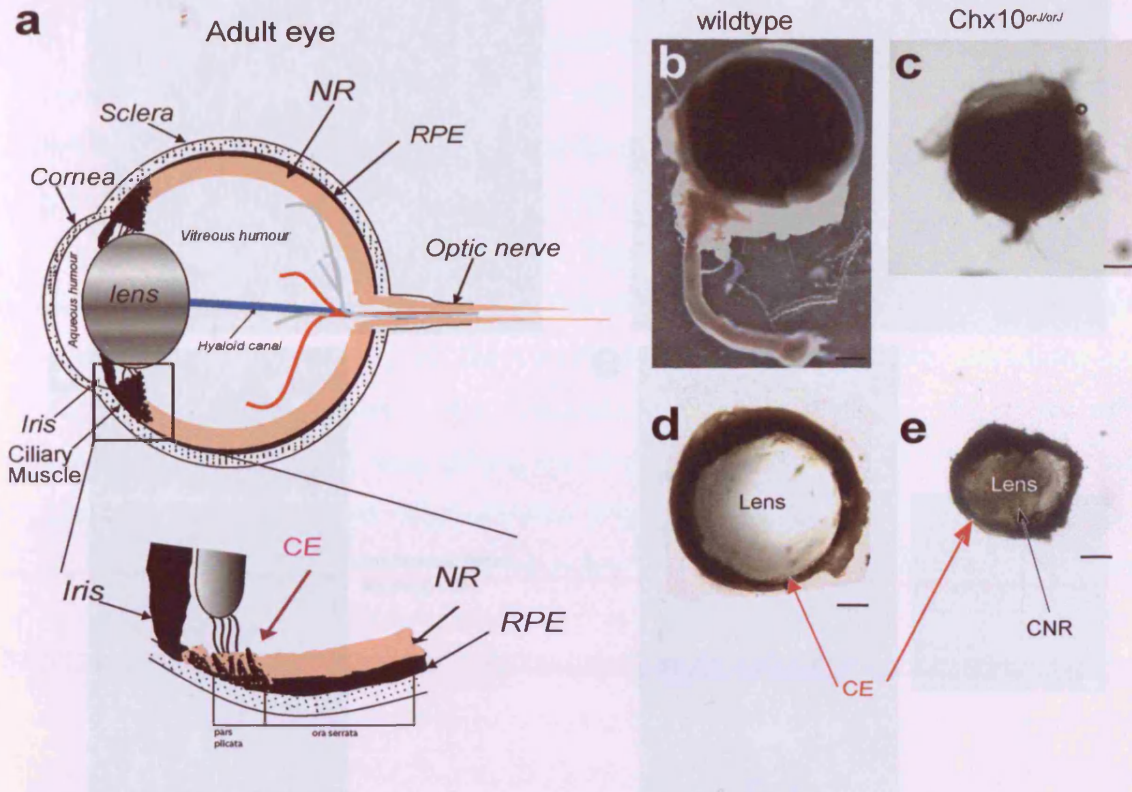 a
Adult eye
NR
Sclera
RPE
Cornea
Vitreous humour
Optic nerve
Aqueous humour
lens
Hyaloid canal
Iris
Ciliary
Muscle
CE
Iris
NR
RPE
pars
plicata
ora serrata
wildtype
Chx10orJ/orJ
b
c
d
e
Lens
Lens
CNR
CE